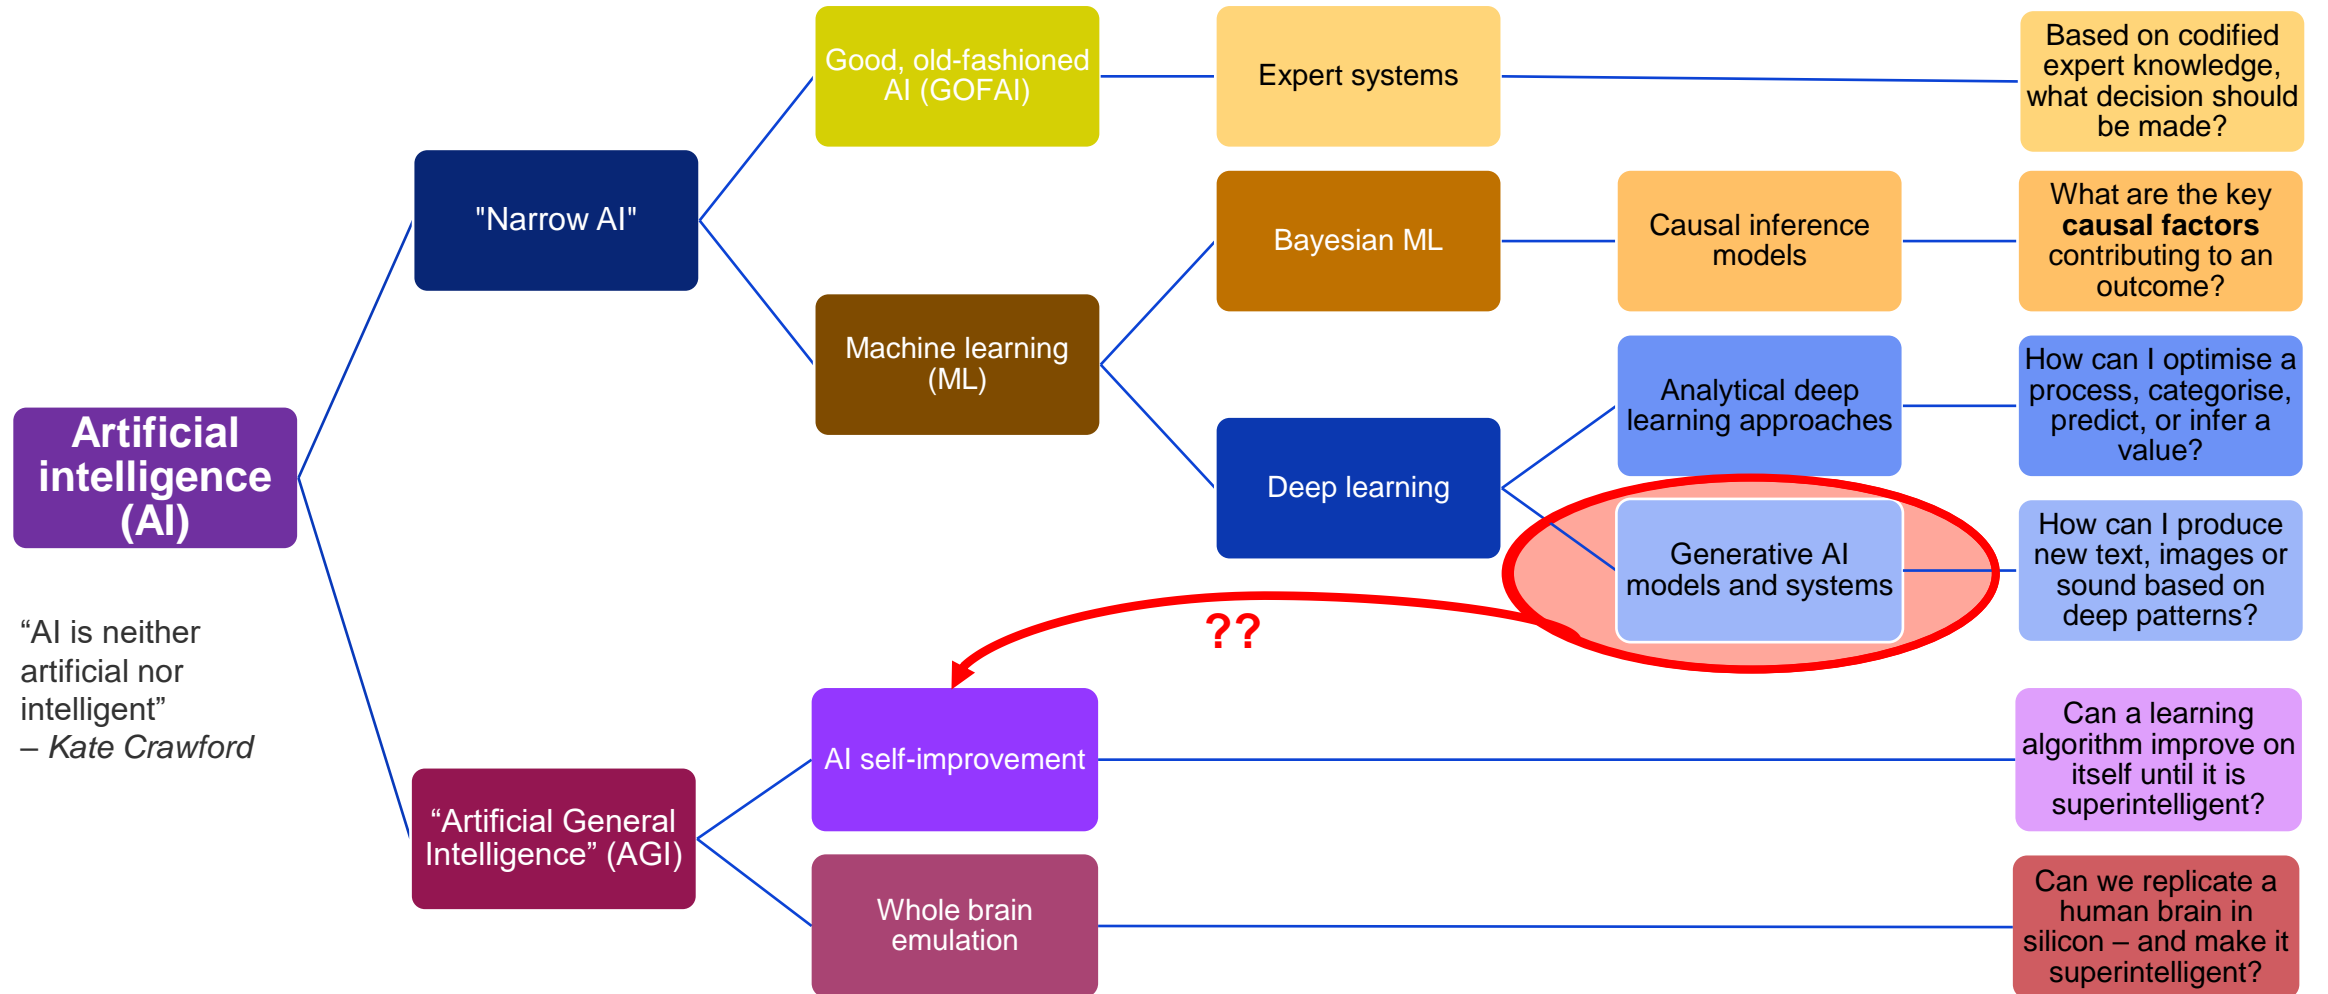 Good, old-fashioned
AI (GOFAI)
Expert systems
Based on codified
expert knowledge,
what decision should
be made?
"Narrow AI"
Bayesian ML
Causal inference
models
What are the key
causal factors
contributing to an
outcome?
Machine learning
(ML)
Analytical deep
learning approaches
How can I optimise a
process, categorise,
predict, or infer a
value?
Artificial
intelligence
(AI)
Deep learning
Generative AI
models and systems
How can I produce
new text, images or
sound based on
deep patterns?
??
“AI is neither
artificial nor
intelligent”
– Kate Crawford
AI self-improvement
Can a learning
algorithm improve on
itself until it is
superintelligent?
“Artificial General
Intelligence” (AGI)
Whole brain
emulation
Can we replicate a
human brain in
silicon – and make it
superintelligent?